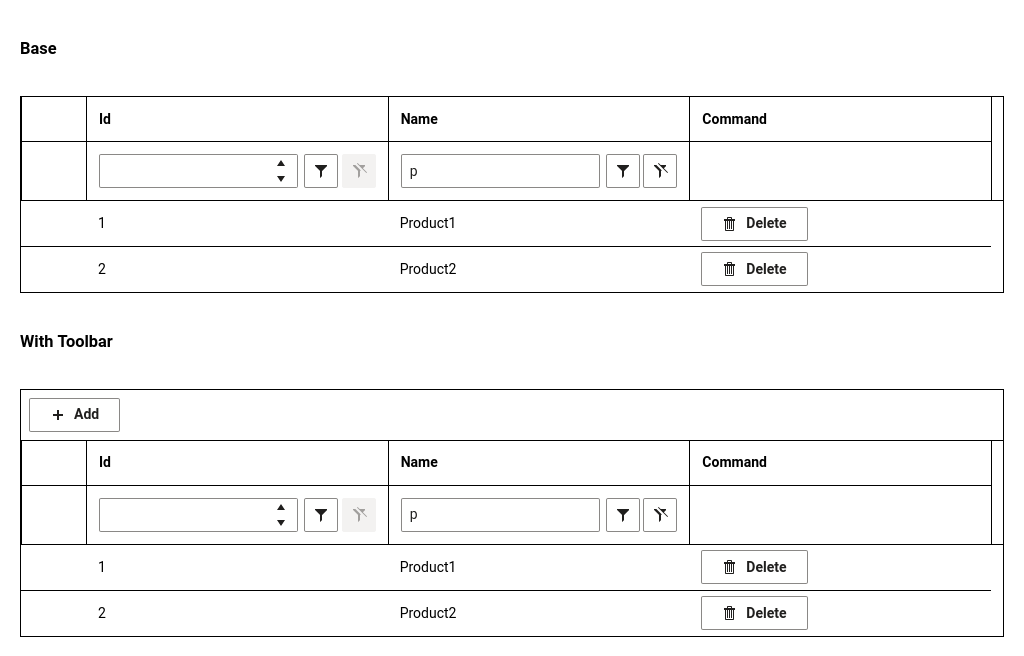 Base
Id Name Command
p
1 Product1 Delete
2 Product2 Delete
With Toolbar
Add
Id Name Command
p
1 Product1 Delete
2 Product2 Delete